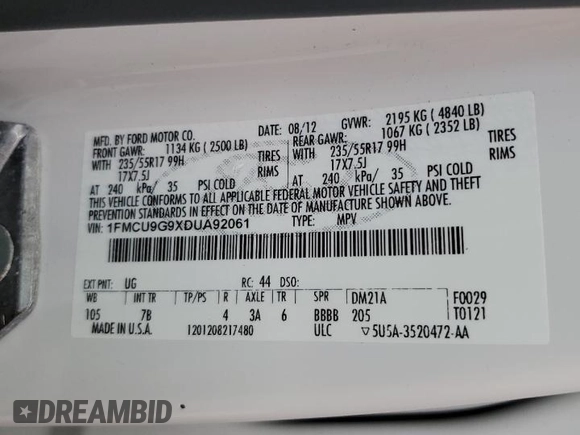 MFD. BY FORD MOTOR CO.
DATE: 08/12
GVWR: 2195 KG ( 4840 LB)
FRONT GAWR: 1134 KG ( 2500 LB)
REAR GAWR: 1067 KG ( 2352 LB)
WITH 235/55R17 99H TIRES
WITH 235/55R17 99H TIRES
17X7.5J RIMS
17X7.5J RIMS
AT 240 kPa/ 35 PSI COLD
AT 240 kPa/ 35 PSI COLD
THIS VEHICLE CONFORMS TO ALL APPLICABLE FEDERAL MOTOR VEHICLE SAFETY AND THEFT
PREVENTION STANDARDS IN EFFECT ON THE DATE OF MANUFACTURE SHOWN ABOVE.
VIN: 1FMCU9G9XDUA92061
TYPE: MPV
EXT PNT: UG RC: 44 DSO:
WB INT TR TP/PS R AXLE TR SPR DM21A F0029
105 7B 4 3A 6 BBBB 205 T0121
MADE IN U.S.A. 1201208217480 ULC ▽5U5A-3520472-AA
DREAMBID